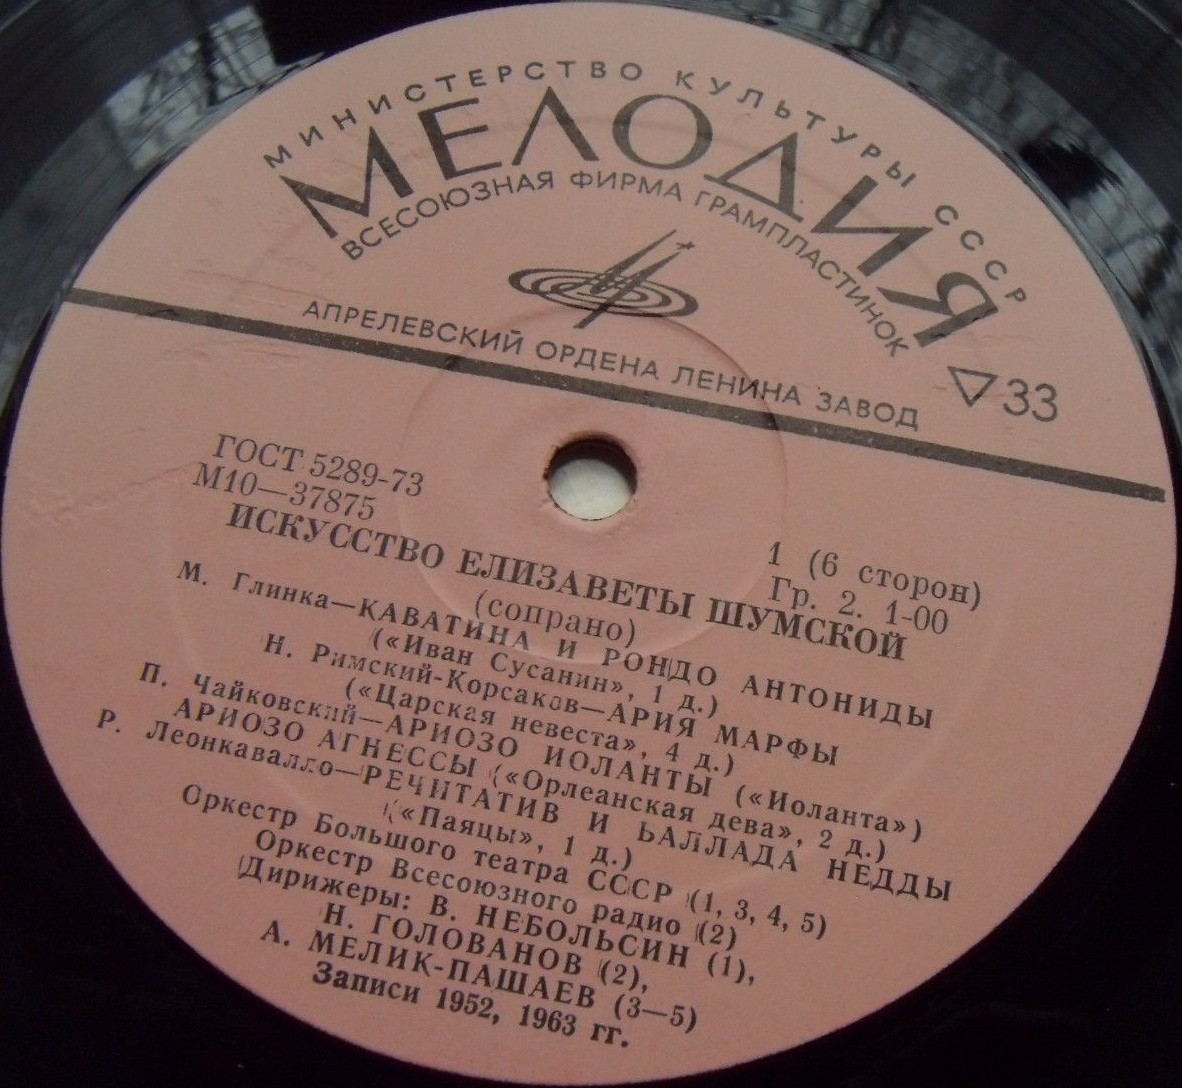 МИНИСТЕРСТВО КУЛЬТУРЫ СССР
МЕЛОДИЯ
ВСЕСОЮЗНАЯ ФИРМА ГРАМПЛАСТИНОК
АПРЕЛЕВСКИЙ ОРДЕНА ЛЕНИНА ЗАВОД
▽33
ГОСТ 5289-73
М10—37875
1 (6 сторон)
Гр. 2. 1-00
ИСКУССТВО ЕЛИЗАВЕТЫ ШУМСКОЙ
(сопрано)
М. Глинка—КАВАТИНА И РОНДО АНТОНИДЫ
(«Иван Сусанин», 1 д.)
Н. Римский-Корсаков—АРИЯ МАРФЫ
(«Царская невеста», 4 д.)
П. Чайковский—АРИОЗО ИОЛАНТЫ («Иоланта»)
АРИОЗО АГНЕССЫ («Орлеанская дева», 2 д.)
Р. Леонкавалло—РЕЧИТАТИВ И БАЛЛАДА НЕДДЫ
(«Паяцы», 1 д.)
Оркестр Большого театра СССР (1, 3, 4, 5)
Оркестр Всесоюзного радио (2)
Дирижеры: В. НЕБОЛЬСИН (1),
Н. ГОЛОВАНОВ (2),
А. МЕЛИК-ПАШАЕВ (3—5)
Записи 1952, 1963 гг.